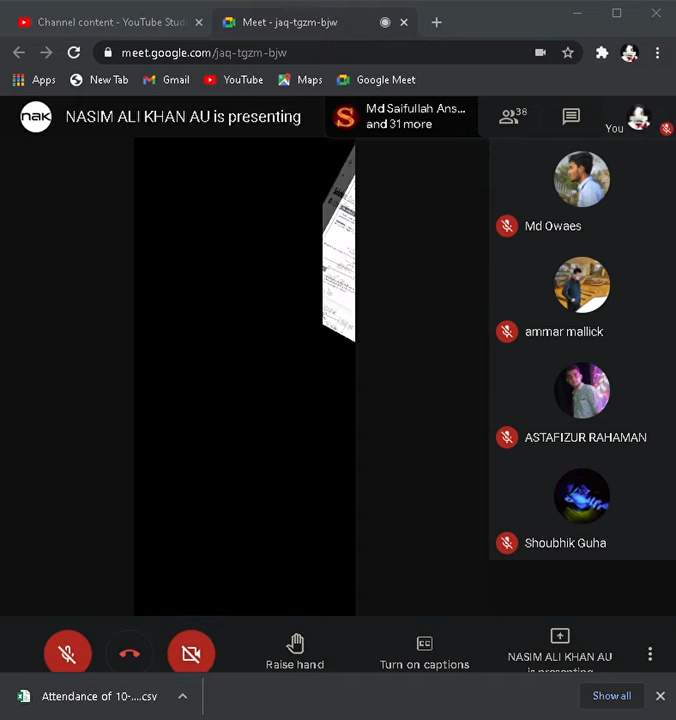 Channel content - YouTube Stud
Meet - jaq-tgzm-bjw
meet.google.com/jaq-tgzm-bjw
Apps
New Tab
Gmail
YouTube
Maps
Google Meet
nak
NASIM ALI KHAN AU is presenting
S
Md Saifullah Ans...
and 31 more
36
You
Md Owaes
ammar mallick
ASTAFIZUR RAHAMAN
Shoubhik Guha
Raise hand
Turn on captions
NASIM ALI KHAN AU
is presenting
Attendance of 10-....csv
Show all